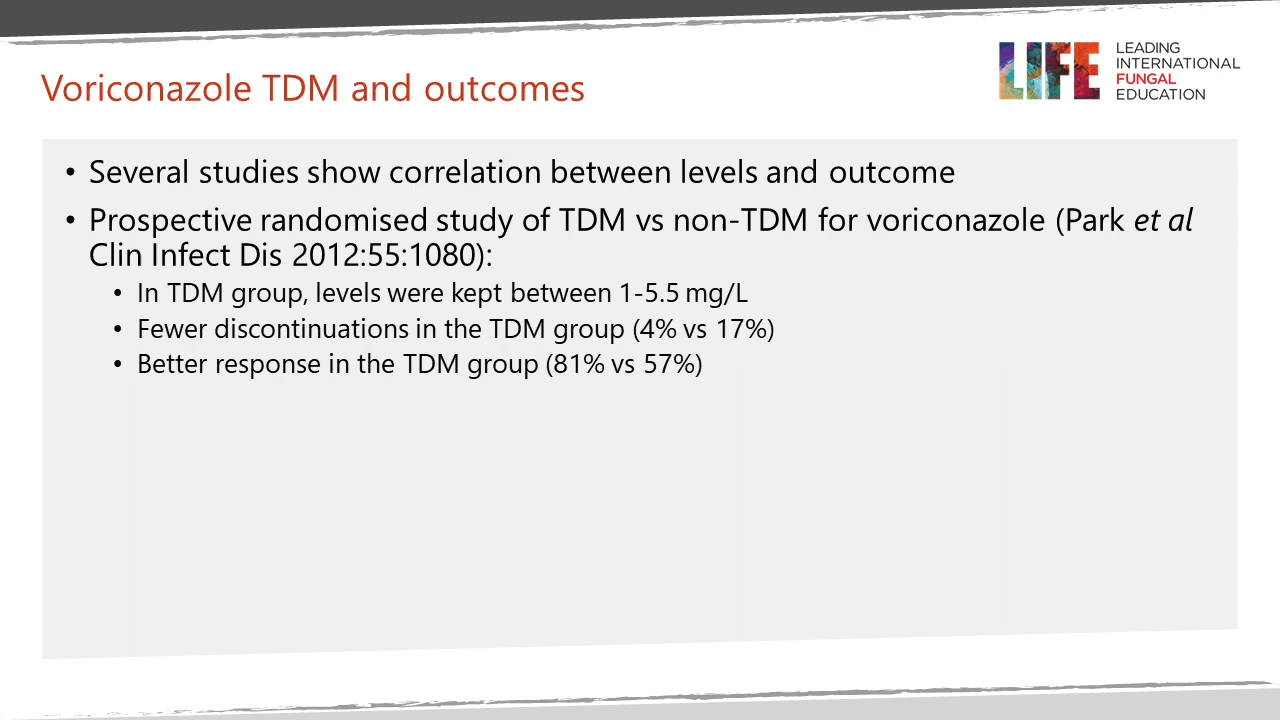 Voriconazole TDM and outcomes
LIFE
LEADING
INTERNATIONAL
FUNGAL
EDUCATION
• Several studies show correlation between levels and outcome
• Prospective randomised study of TDM vs non-TDM for voriconazole (Park et al
Clin Infect Dis 2012:55:1080):
• In TDM group, levels were kept between 1-5.5 mg/L
• Fewer discontinuations in the TDM group (4% vs 17%)
• Better response in the TDM group (81% vs 57%)